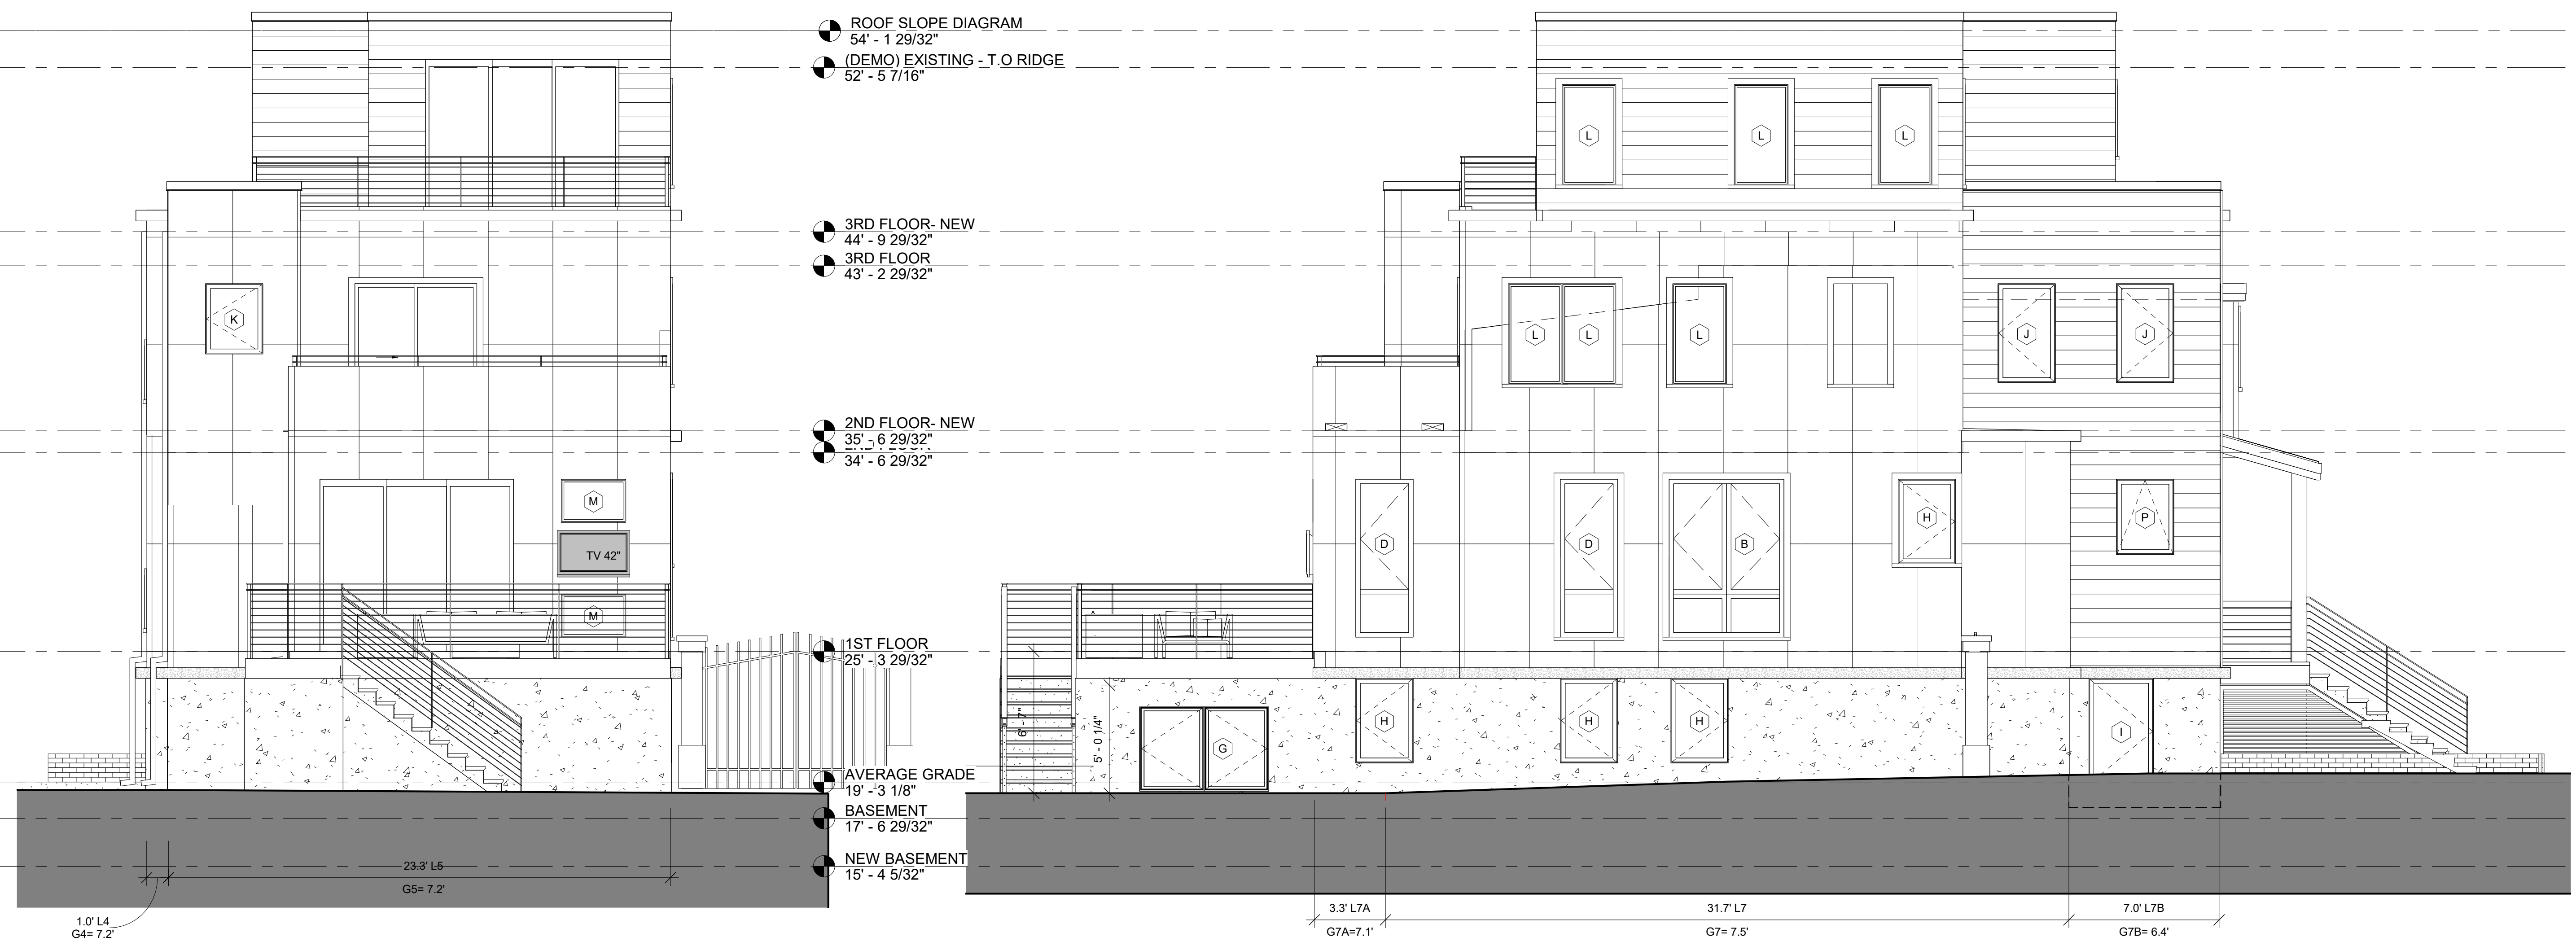 ROOF SLOPE DIAGRAM
54' - 1 29/32"
(DEMO) EXISTING - T.O RIDGE
52' - 5 7/16"
L
L
L
3RD FLOOR- NEW
44' - 9 29/32"
3RD FLOOR
43' - 2 29/32"
K
L
L
L
J
J
2ND FLOOR- NEW
35' - 6 29/32"
2ND FLOOR
34' - 6 29/32"
M
TV 42"
M
D
D
B
H
P
1ST FLOOR
25' - 3 29/32"
6' - 7"
5' - 0 1/4"
G
H
H
H
I
AVERAGE GRADE
19' - 3 1/8"
BASEMENT
17' - 6 29/32"
NEW BASEMENT
15' - 4 5/32"
23.3' L5
G5= 7.2'
1.0' L4
G4= 7.2'
3.3' L7A
G7A=7.1'
31.7' L7
G7= 7.5'
7.0' L7B
G7B= 6.4'